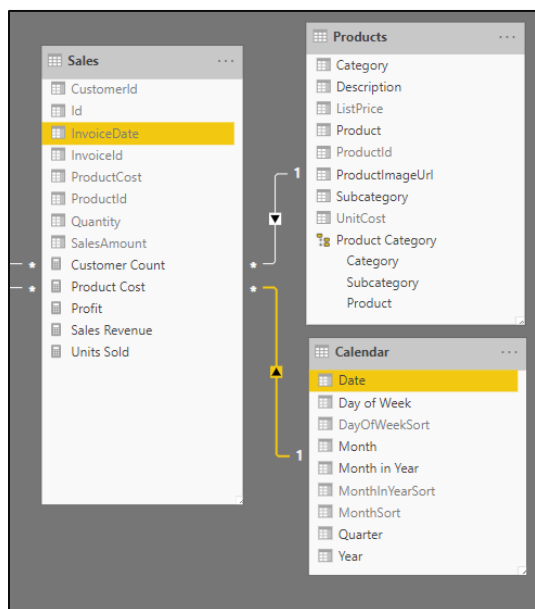 Sales
...
CustomerId
Id
InvoiceDate
InvoiceId
ProductCost
ProductId
Quantity
SalesAmount
* Customer Count *
* Product Cost *
Profit
Sales Revenue
Units Sold
Products
...
Category
Description
ListPrice
Product
1
ProductId
ProductImageUrl
Subcategory
UnitCost
Product Category
Category
Subcategory
Product
Calendar
...
Date
Day of Week
DayOfWeekSort
Month
1
Month in Year
MonthInYearSort
MonthSort
Quarter
Year